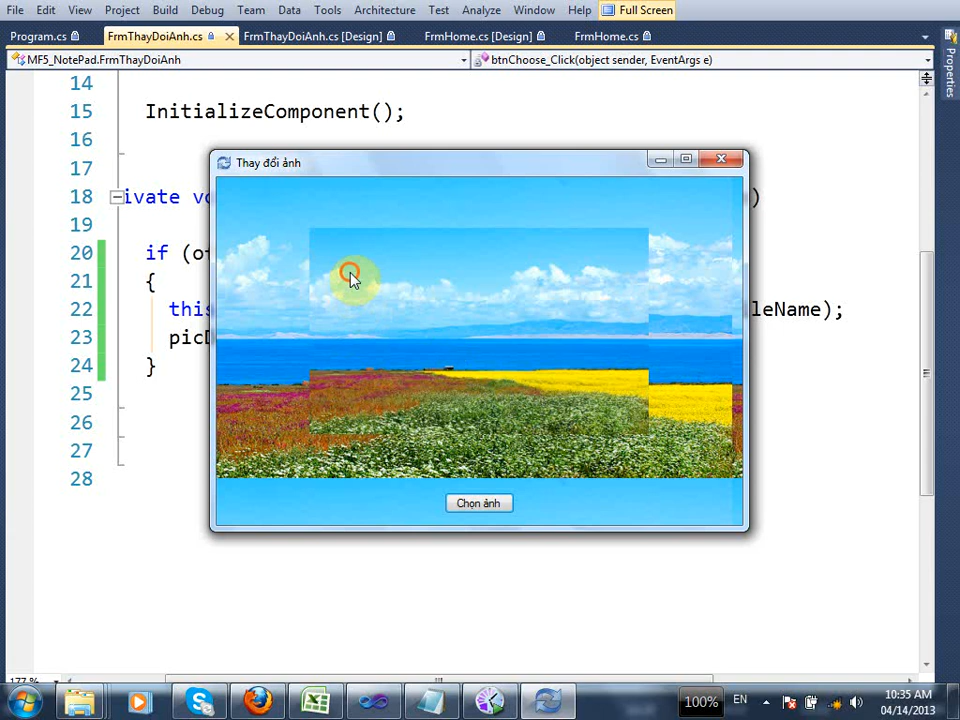 File Edit View Project Build Debug Team Data Tools Architecture Test Analyze Window Help Full Screen
Program.cs FrmThayDoiAnh.cs FrmThayDoiAnh.cs [Design] FrmHome.cs [Design] FrmHome.cs
MF5_NotePad.FrmThayDoiAnh btnChoose_Click(object sender, EventArgs e)
Properties
14
15 InitializeComponent();
16
17
Thay đổi ảnh
18 ivate )
19
20 if (
21 {
22 this leName);
23
24 }
25
26
27
28
Chọn ảnh
177 %
100% EN 10:35 AM
04/14/2013